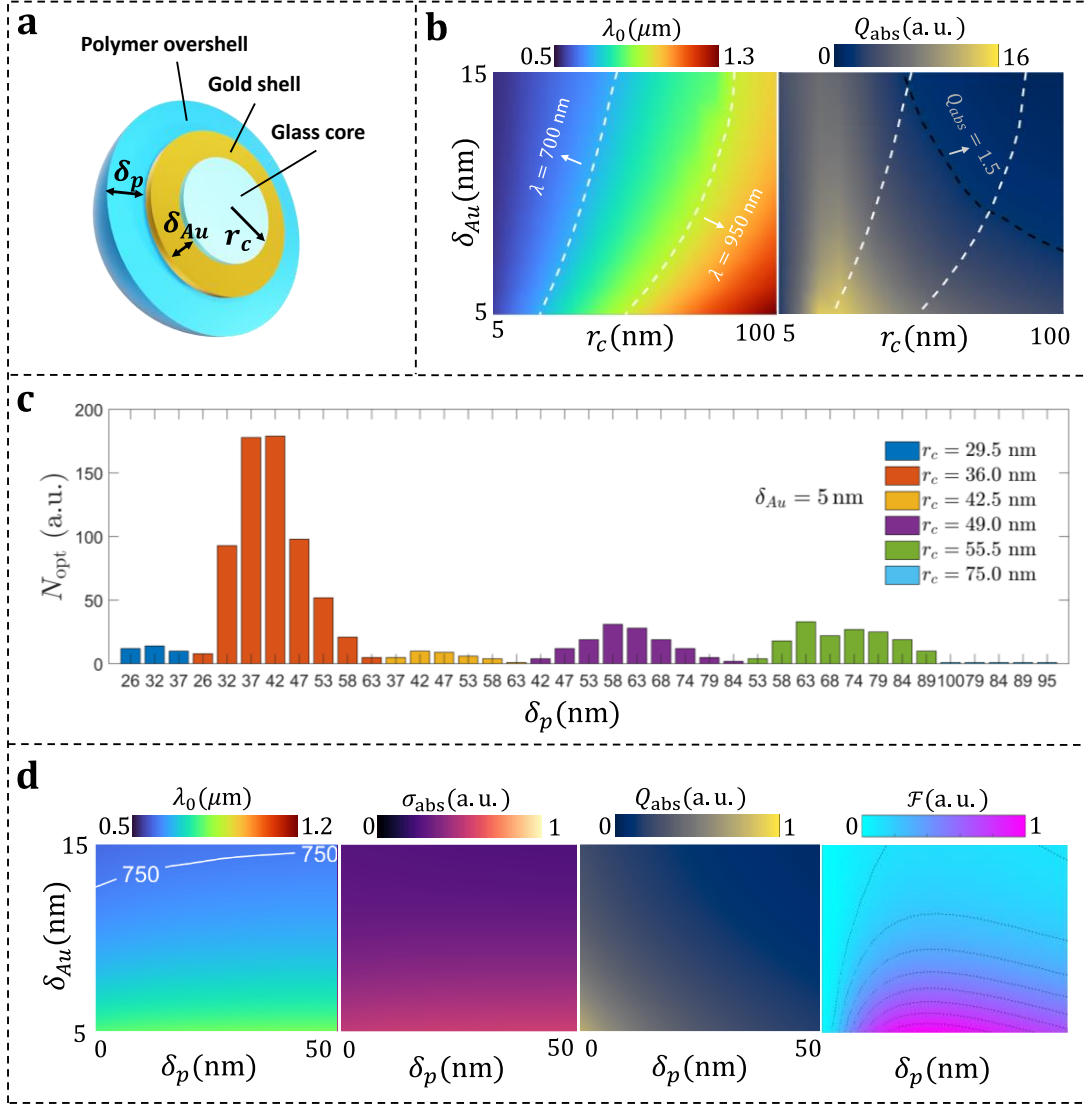 a
Polymer overshell
Gold shell
Glass core
δp
δAu
rc
b
λ0(μm)
0.5 1.3
Qabs(a.u.)
0 16
15
δAu(nm)
5
λ = 700 nm
λ = 950 nm
Qabs = 1.5
5 100
rc(nm)
5 100
rc(nm)
c
200
150
100
50
0
Nopt (a.u.)
δAu = 5 nm
rc = 29.5 nm
rc = 36.0 nm
rc = 42.5 nm
rc = 49.0 nm
rc = 55.5 nm
rc = 75.0 nm
26 32 37 26 32 37 42 47 53 58 63 37 42 47 53 58 63 42 47 53 58 63 68 74 79 84 53 58 63 68 74 79 84 89 100 79 84 89 95
δp(nm)
d
λ0(μm)
0.5 1.2
σabs(a.u.)
0 1
Qabs(a.u.)
0 1
ℱ(a.u.)
0 1
15
δAu(nm)
5
750
750
0 50
δp(nm)
0 50
δp(nm)
0 50
δp(nm)
δp(nm)